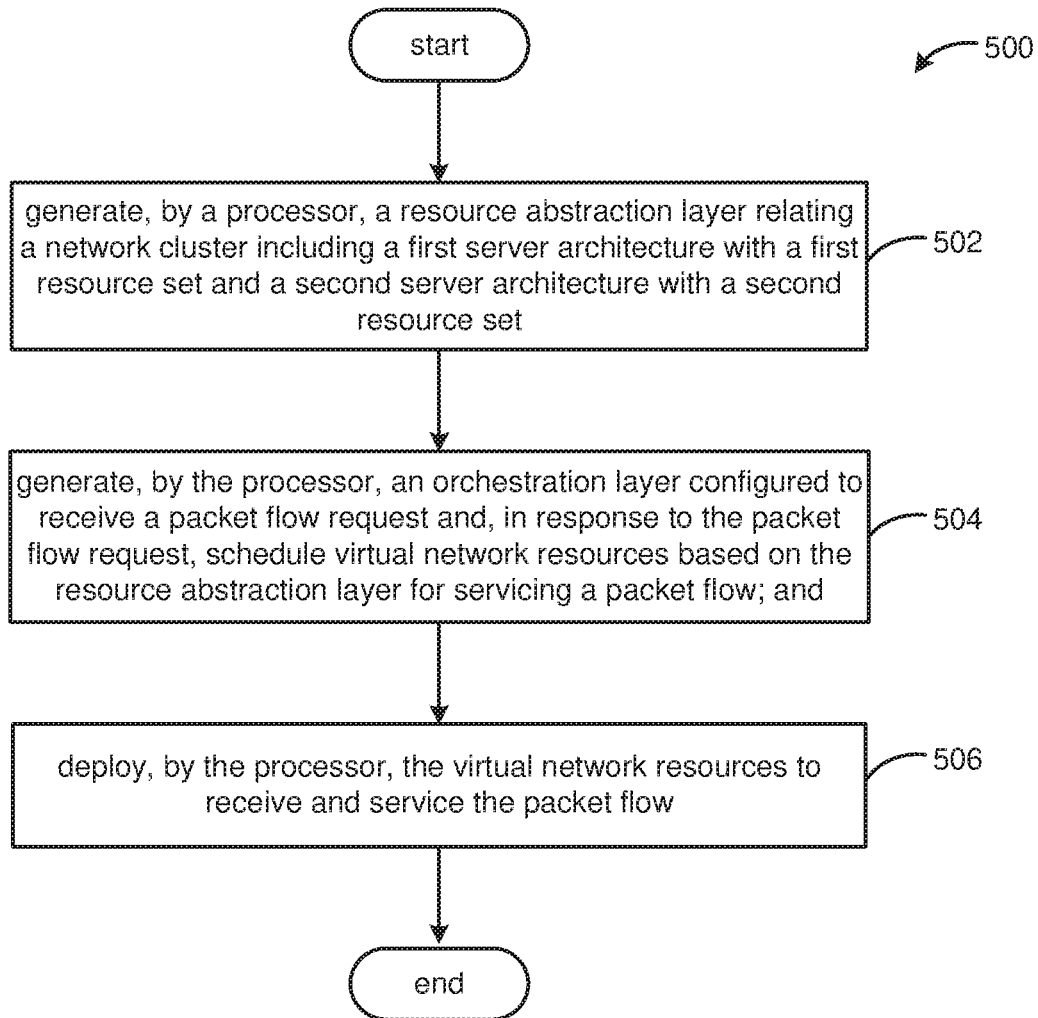 start
500
generate, by a processor, a resource abstraction layer relating
a network cluster including a first server architecture with a first
resource set and a second server architecture with a second
resource set
502
generate, by the processor, an orchestration layer configured to
receive a packet flow request and, in response to the packet
flow request, schedule virtual network resources based on the
resource abstraction layer for servicing a packet flow; and
504
deploy, by the processor, the virtual network resources to
receive and service the packet flow
506
end